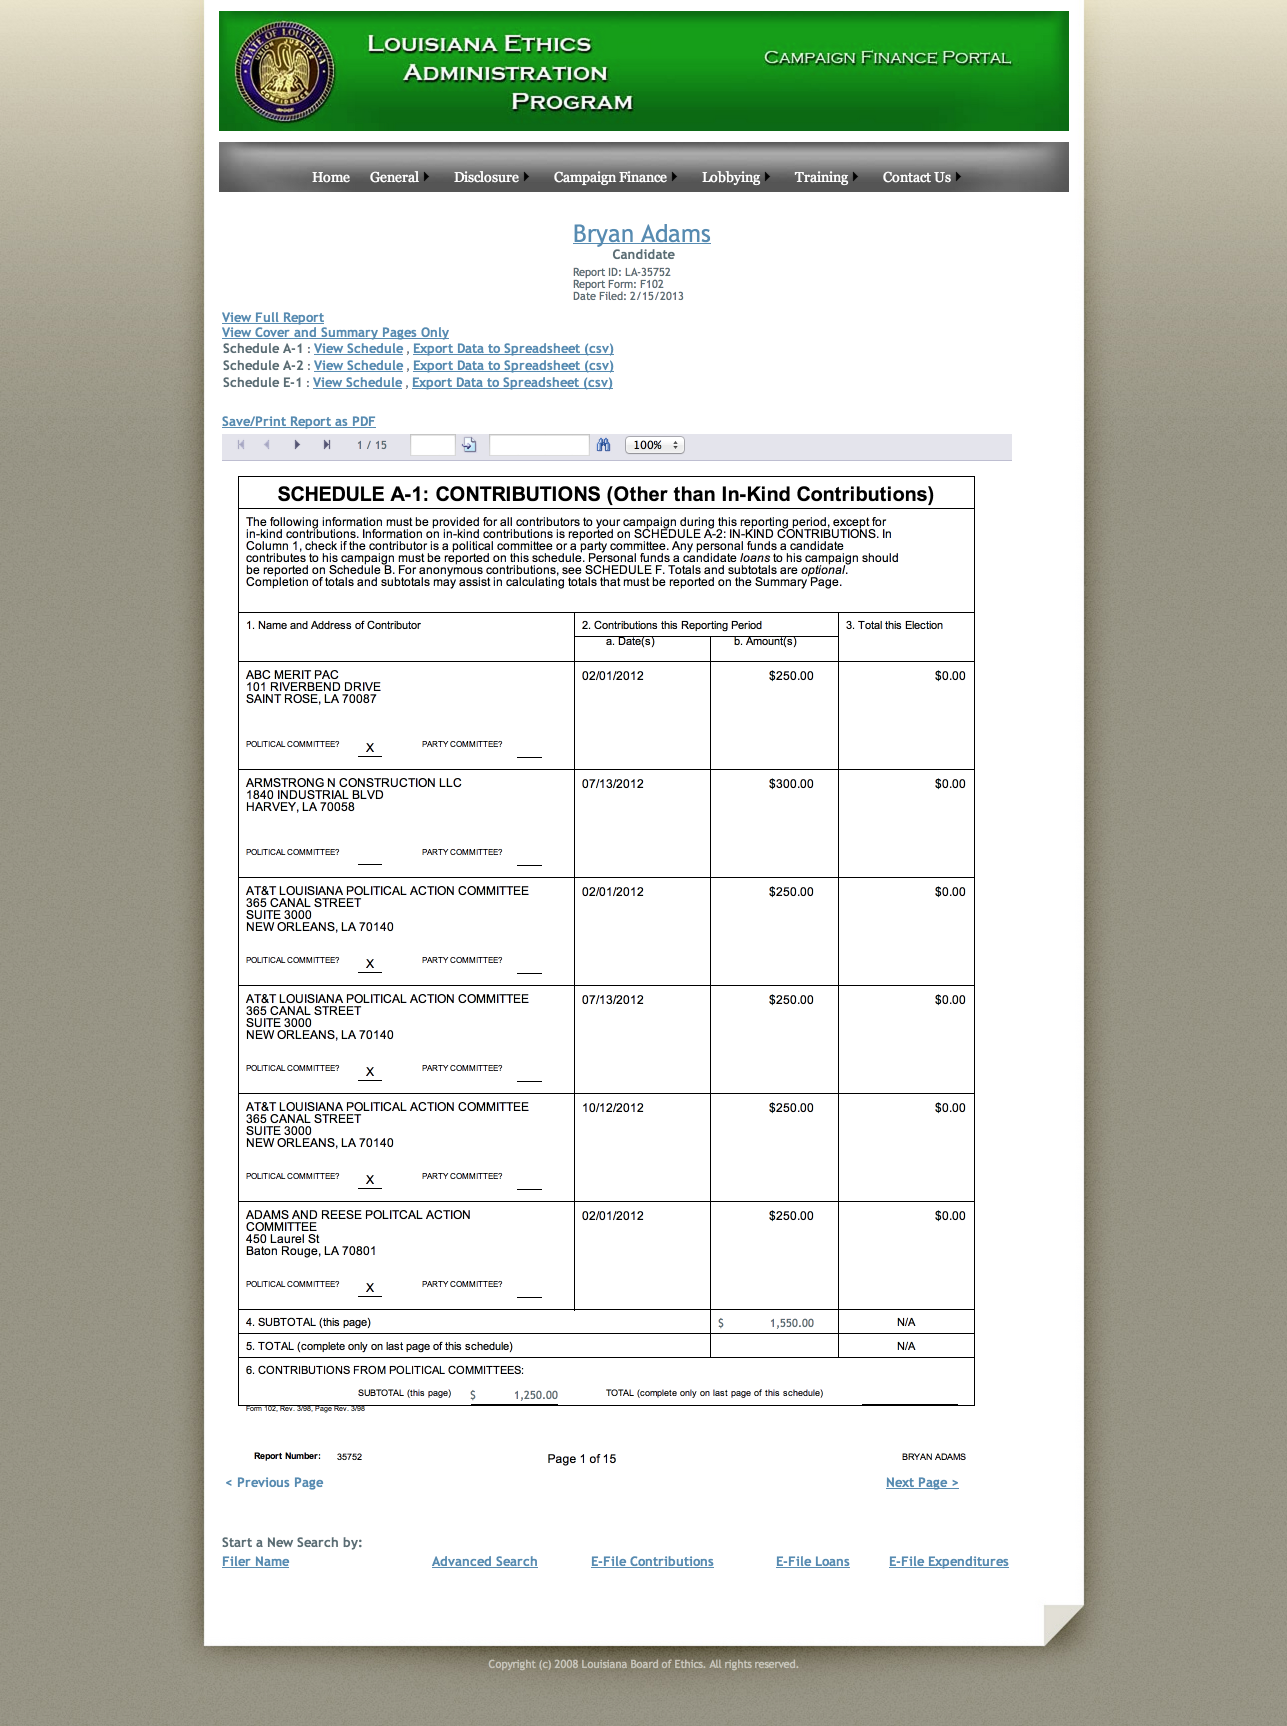 STATE OF LOUISIANA
UNION JUSTICE
CONFIDENCE
LOUISIANA ETHICS
ADMINISTRATION
PROGRAM
CAMPAIGN FINANCE PORTAL
Home General Disclosure Campaign Finance Lobbying Training Contact Us
Bryan Adams
Candidate
Report ID: LA-35752
Report Form: F102
Date Filed: 2/15/2013
View Full Report
View Cover and Summary Pages Only
Schedule A-1 : View Schedule , Export Data to Spreadsheet (csv)
Schedule A-2 : View Schedule , Export Data to Spreadsheet (csv)
Schedule E-1 : View Schedule , Export Data to Spreadsheet (csv)
Save/Print Report as PDF
1 / 15 100%
SCHEDULE A-1: CONTRIBUTIONS (Other than In-Kind Contributions)
The following information must be provided for all contributors to your campaign during this reporting period, except for
in-kind contributions. Information on in-kind contributions is reported on SCHEDULE A-2: IN-KIND CONTRIBUTIONS. In
Column 1, check if the contributor is a political committee or a party committee. Any personal funds a candidate
contributes to his campaign must be reported on this schedule. Personal funds a candidate loans to his campaign should
be reported on Schedule B. For anonymous contributions, see SCHEDULE F. Totals and subtotals are optional.
Completion of totals and subtotals may assist in calculating totals that must be reported on the Summary Page.
1. Name and Address of Contributor 2. Contributions this Reporting Period 3. Total this Election
a. Date(s) b. Amount(s)
ABC MERIT PAC 02/01/2012 $250.00 $0.00
101 RIVERBEND DRIVE
SAINT ROSE, LA 70087
POLITICAL COMMITTEE? X PARTY COMMITTEE?
ARMSTRONG N CONSTRUCTION LLC 07/13/2012 $300.00 $0.00
1840 INDUSTRIAL BLVD
HARVEY, LA 70058
POLITICAL COMMITTEE? PARTY COMMITTEE?
AT&T LOUISIANA POLITICAL ACTION COMMITTEE 02/01/2012 $250.00 $0.00
365 CANAL STREET
SUITE 3000
NEW ORLEANS, LA 70140
POLITICAL COMMITTEE? X PARTY COMMITTEE?
AT&T LOUISIANA POLITICAL ACTION COMMITTEE 07/13/2012 $250.00 $0.00
365 CANAL STREET
SUITE 3000
NEW ORLEANS, LA 70140
POLITICAL COMMITTEE? X PARTY COMMITTEE?
AT&T LOUISIANA POLITICAL ACTION COMMITTEE 10/12/2012 $250.00 $0.00
365 CANAL STREET
SUITE 3000
NEW ORLEANS, LA 70140
POLITICAL COMMITTEE? X PARTY COMMITTEE?
ADAMS AND REESE POLITCAL ACTION 02/01/2012 $250.00 $0.00
COMMITTEE
450 Laurel St
Baton Rouge, LA 70801
POLITICAL COMMITTEE? X PARTY COMMITTEE?
4. SUBTOTAL (this page) $ 1,550.00 N/A
5. TOTAL (complete only on last page of this schedule) N/A
6. CONTRIBUTIONS FROM POLITICAL COMMITTEES:
SUBTOTAL (this page) $ 1,250.00 TOTAL (complete only on last page of this schedule)
Form 102, Rev. 3/98, Page Rev. 3/98
Report Number: 35752 Page 1 of 15 BRYAN ADAMS
< Previous Page Next Page >
Start a New Search by:
Filer Name Advanced Search E-File Contributions E-File Loans E-File Expenditures
Copyright (c) 2008 Louisiana Board of Ethics. All rights reserved.